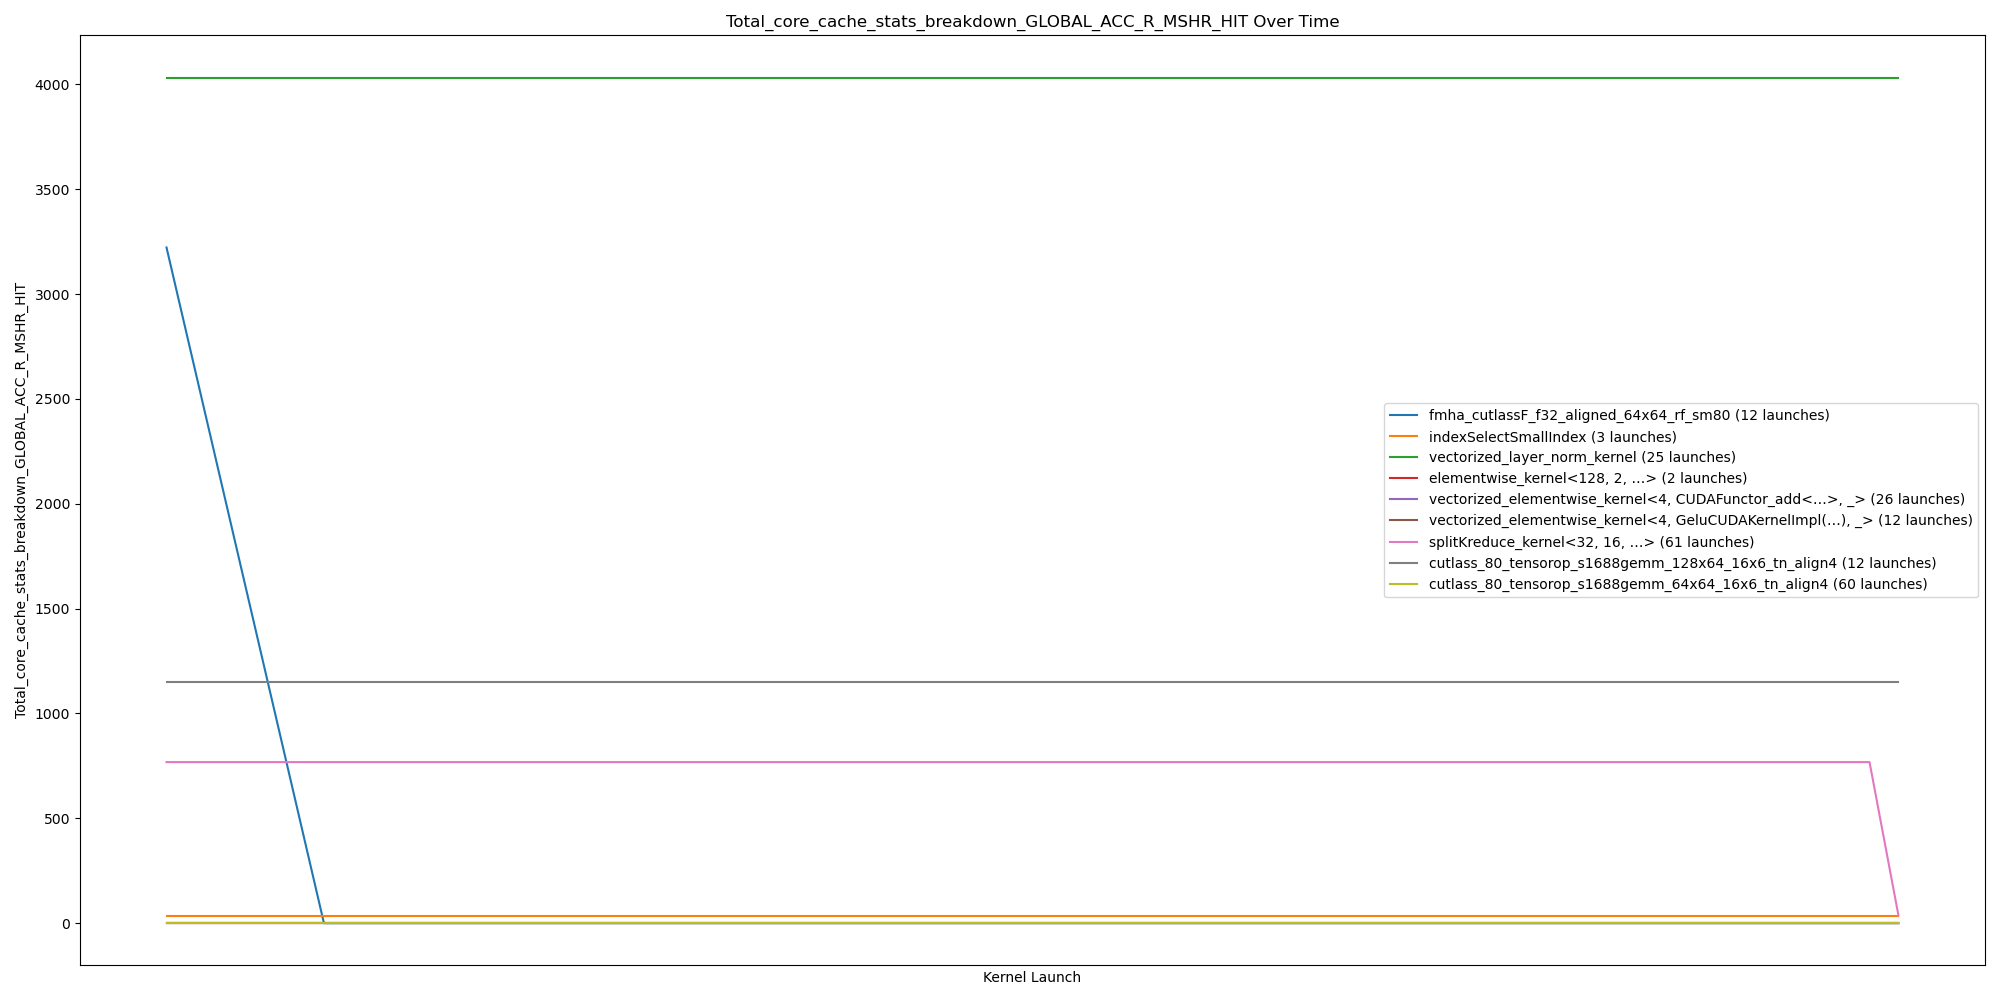 Total_core_cache_stats_breakdown_GLOBAL_ACC_R_MSHR_HIT Over Time
Total_core_cache_stats_breakdown_GLOBAL_ACC_R_MSHR_HIT
4000
3500
3000
2500
2000
1500
1000
500
0
fmha_cutlassF_f32_aligned_64x64_rf_sm80 (12 launches)
indexSelectSmallIndex (3 launches)
vectorized_layer_norm_kernel (25 launches)
elementwise_kernel<128, 2, ...> (2 launches)
vectorized_elementwise_kernel<4, CUDAFunctor_add<...>, _> (26 launches)
vectorized_elementwise_kernel<4, GeluCUDAKernelImpl(...), _> (12 launches)
splitKreduce_kernel<32, 16, ...> (61 launches)
cutlass_80_tensorop_s1688gemm_128x64_16x6_tn_align4 (12 launches)
cutlass_80_tensorop_s1688gemm_64x64_16x6_tn_align4 (60 launches)
Kernel Launch